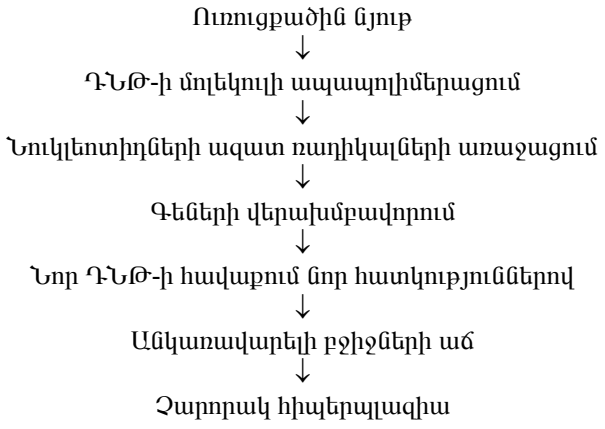 Ուռուցքածին նյութ
↓
ԴՆԹ-ի մոլեկուլի ապապոլիմերացում
↓
Նուկլեոտիդների ազատ ռադիկալների առաջացում
↓
Գեների վերախմբավորում
↓
Նոր ԴՆԹ-ի հավաքում նոր հատկություններով
↓
Անկառավարելի բջիջների աճ
↓
Չարորակ հիպերպլազիա